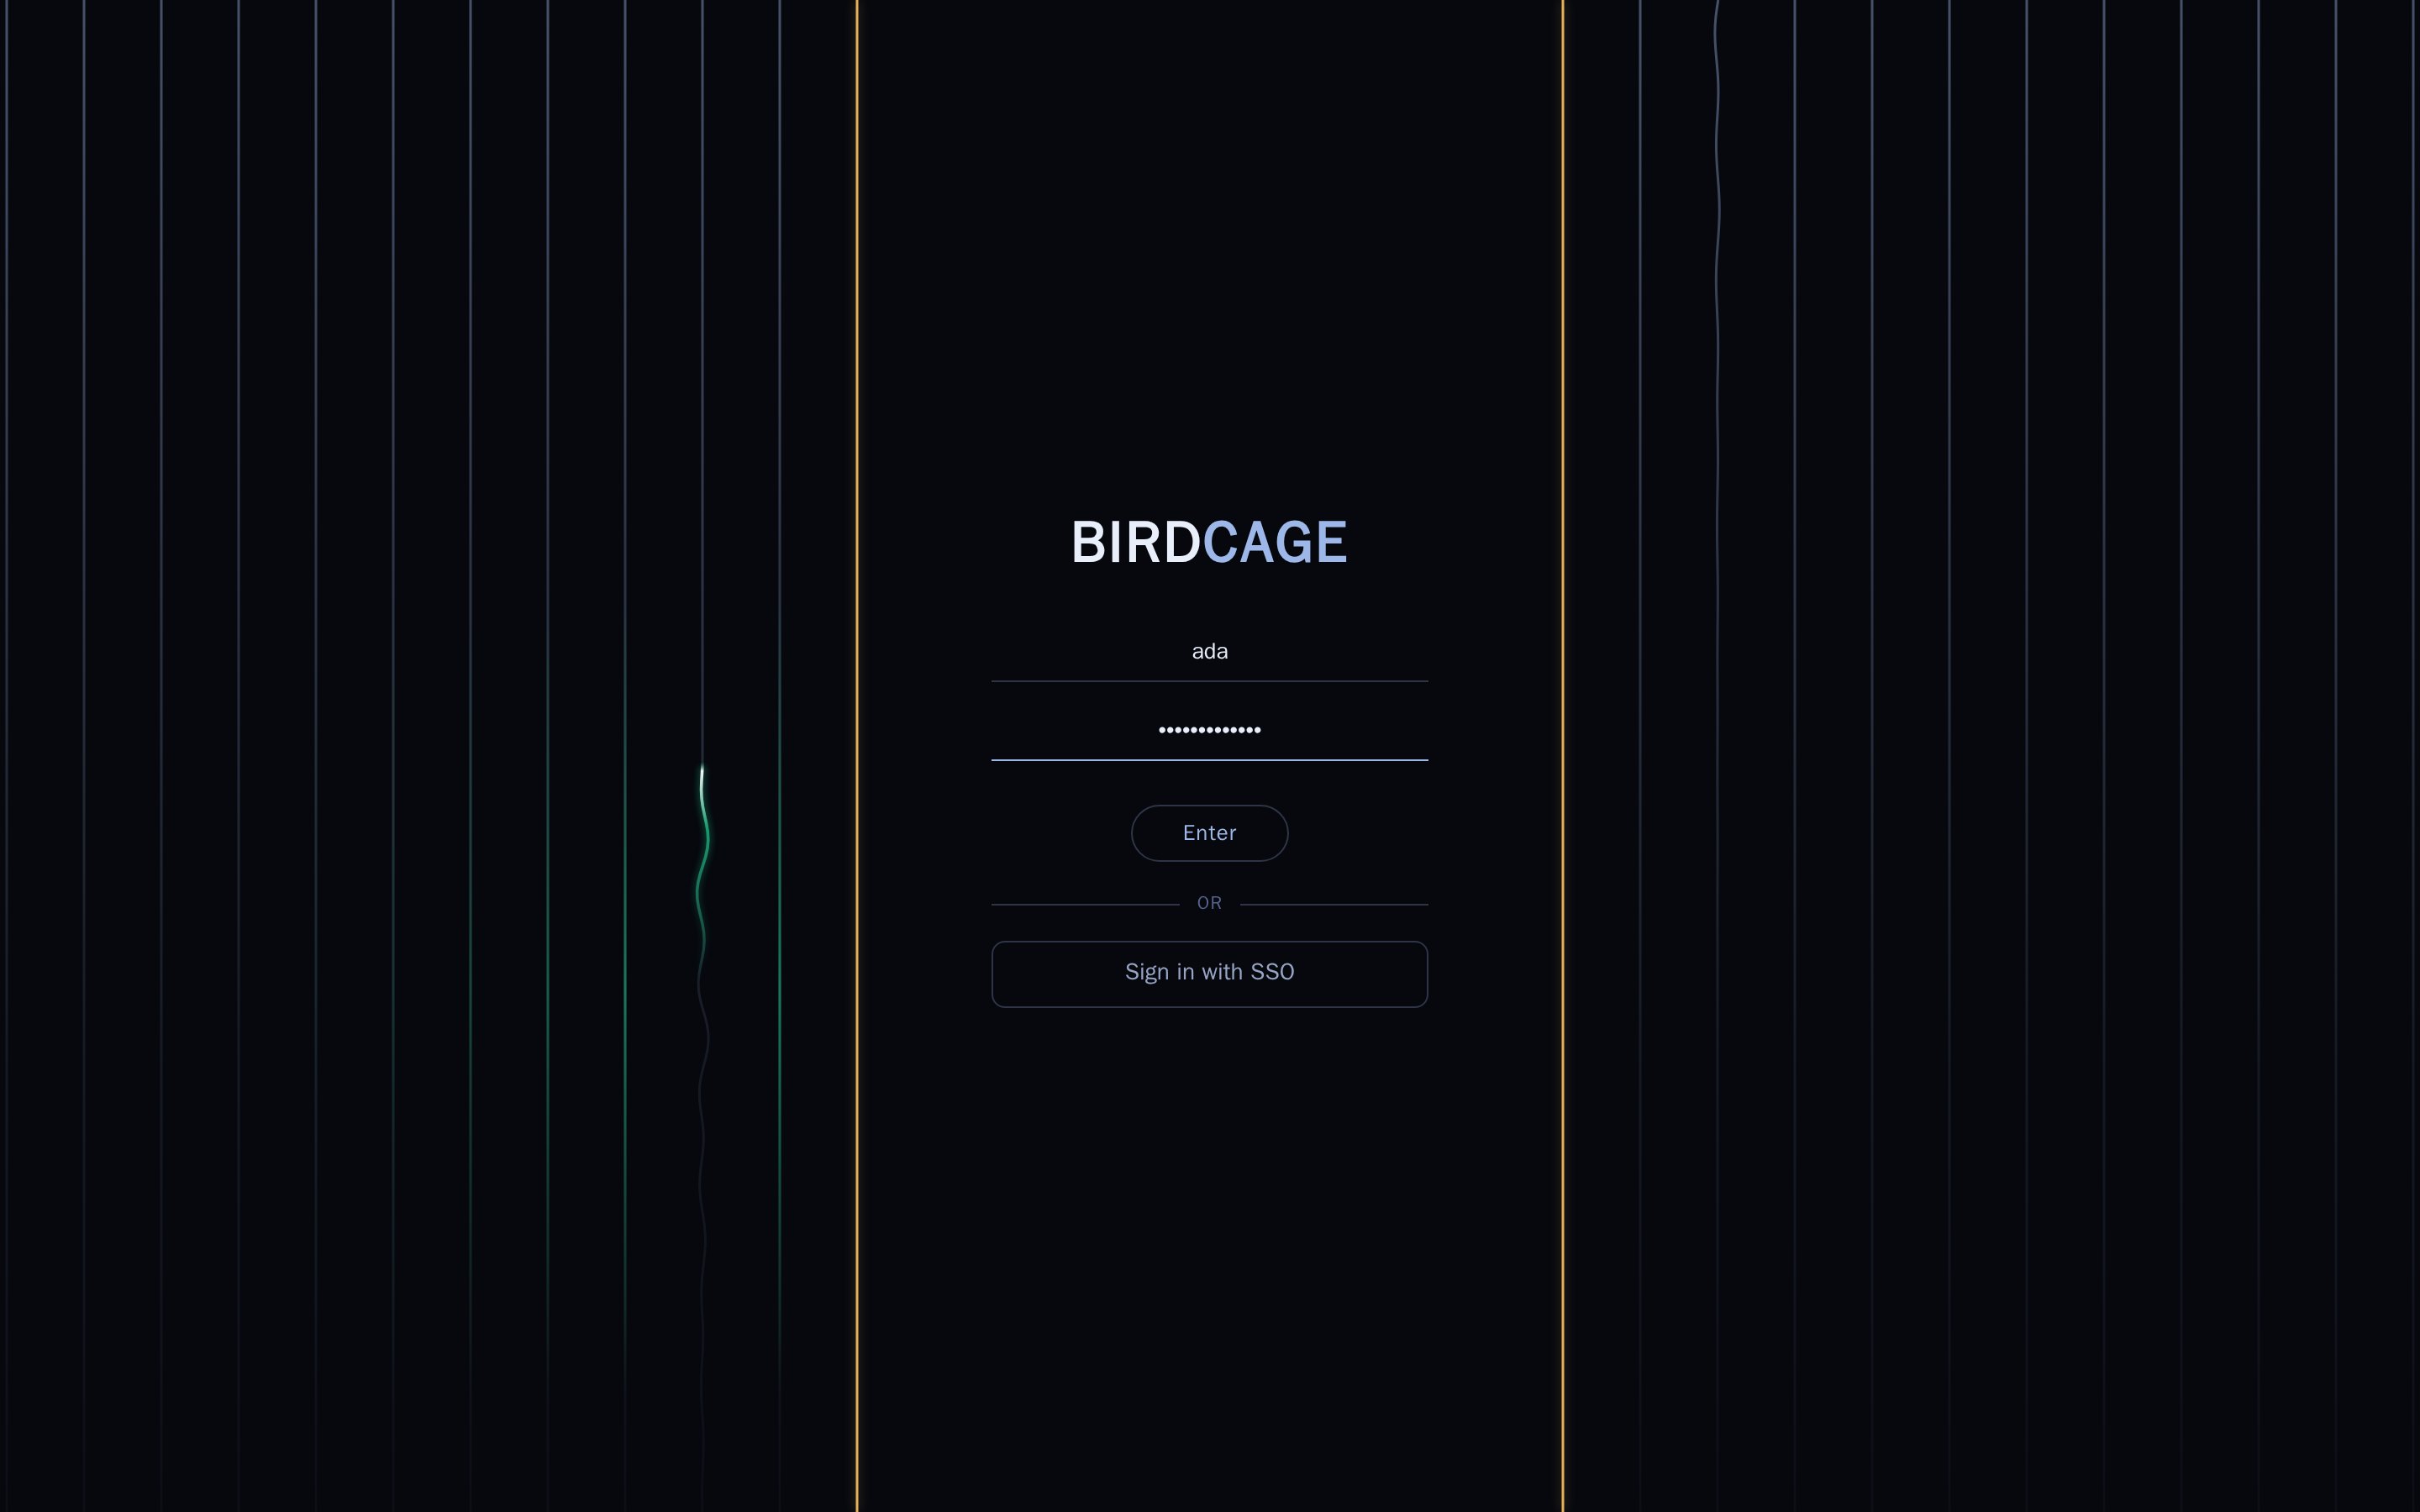 BIRDCAGE
ada
•••••••••••••
Enter
OR
Sign in with SSO